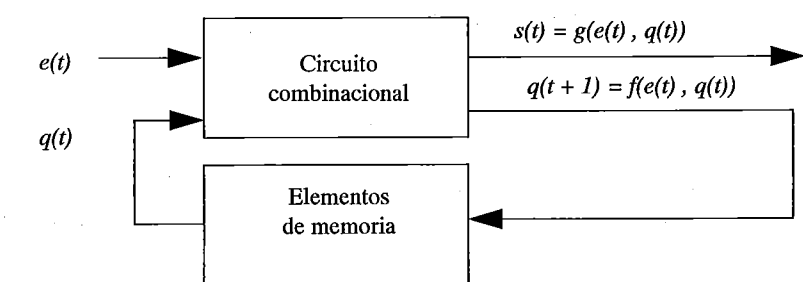 e(t)
q(t)
Circuito
combinacional
s(t) = g(e(t) , q(t))
q(t + 1) = f(e(t) , q(t))
Elementos
de memoria